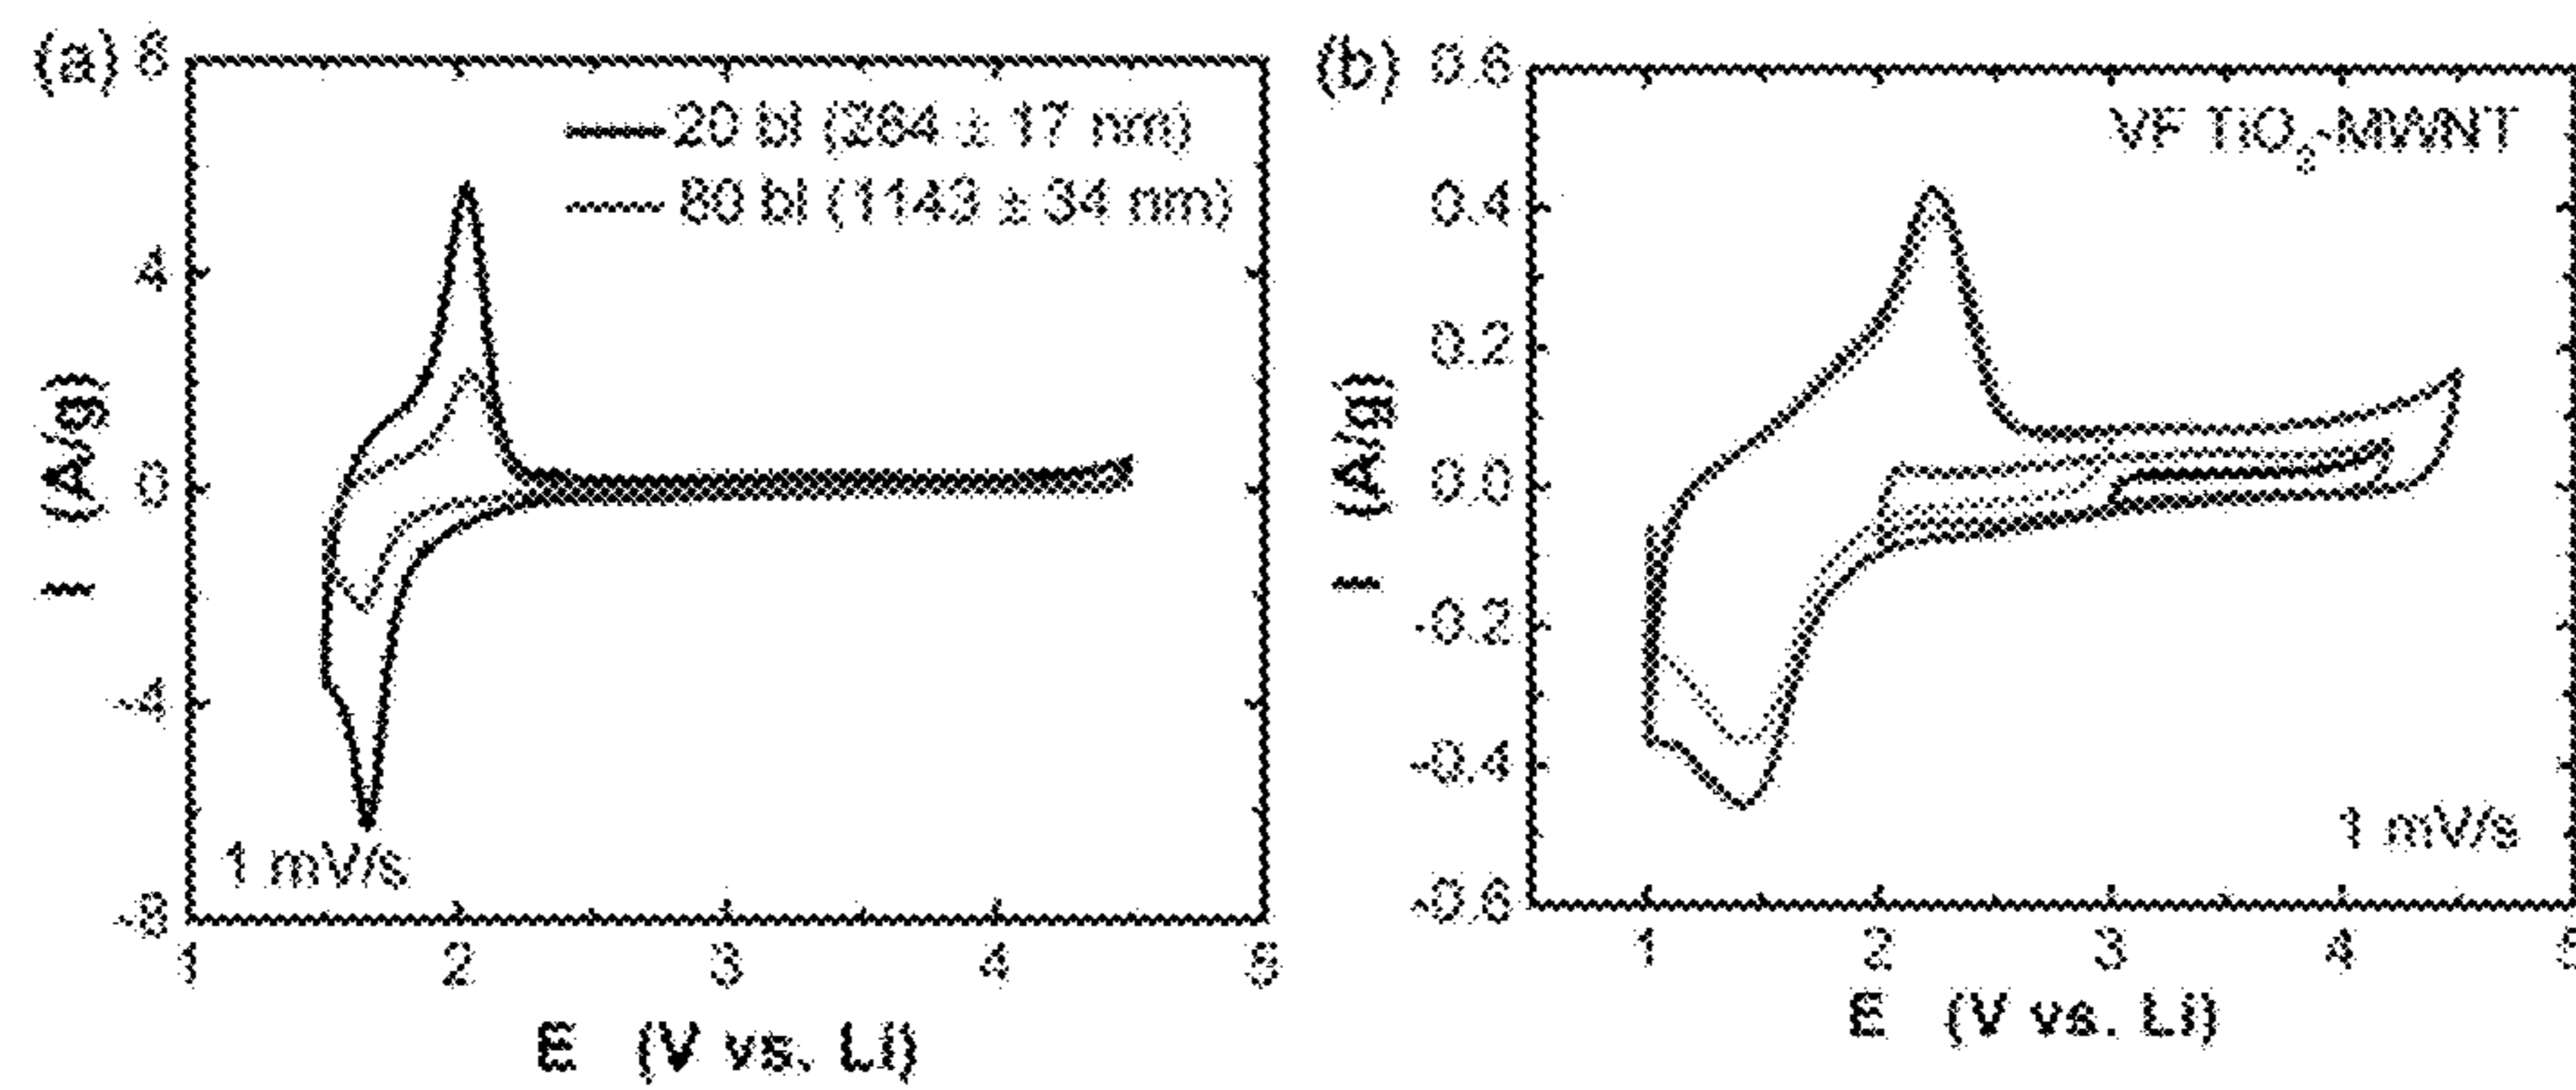 (a)
8
4
0
-4
-8
1 2 3 4 5
I (A/g)
E (V vs. Li)
20 bl (264 ± 17 nm)
80 bl (1143 ± 34 nm)
1 mV/s
(b)
0.6
0.4
0.2
0.0
-0.2
-0.4
-0.6
1 2 3 4 5
I (A/g)
E (V vs. Li)
VF TiO₂-MWNT
1 mV/s